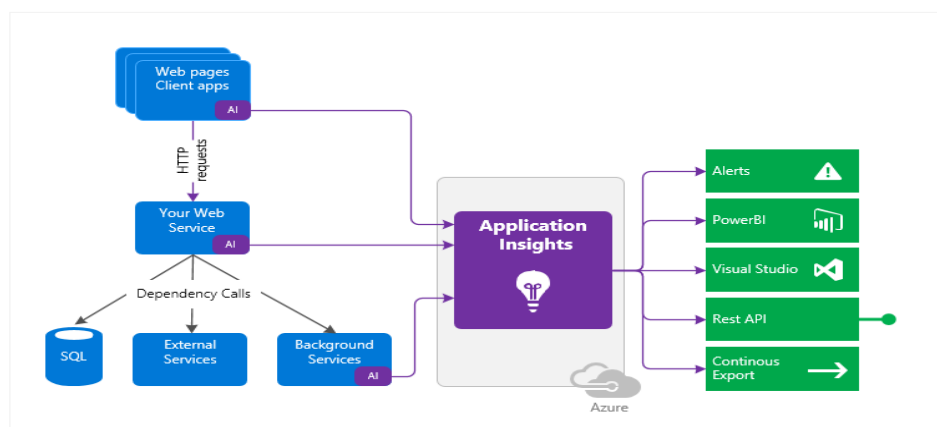 Web pages
Client apps
AI
HTTP
requests
Your Web
Service
AI
Dependency Calls
SQL
External
Services
Background
Services
AI
Application
Insights
Azure
Alerts
PowerBI
Visual Studio
Rest API
Continous
Export